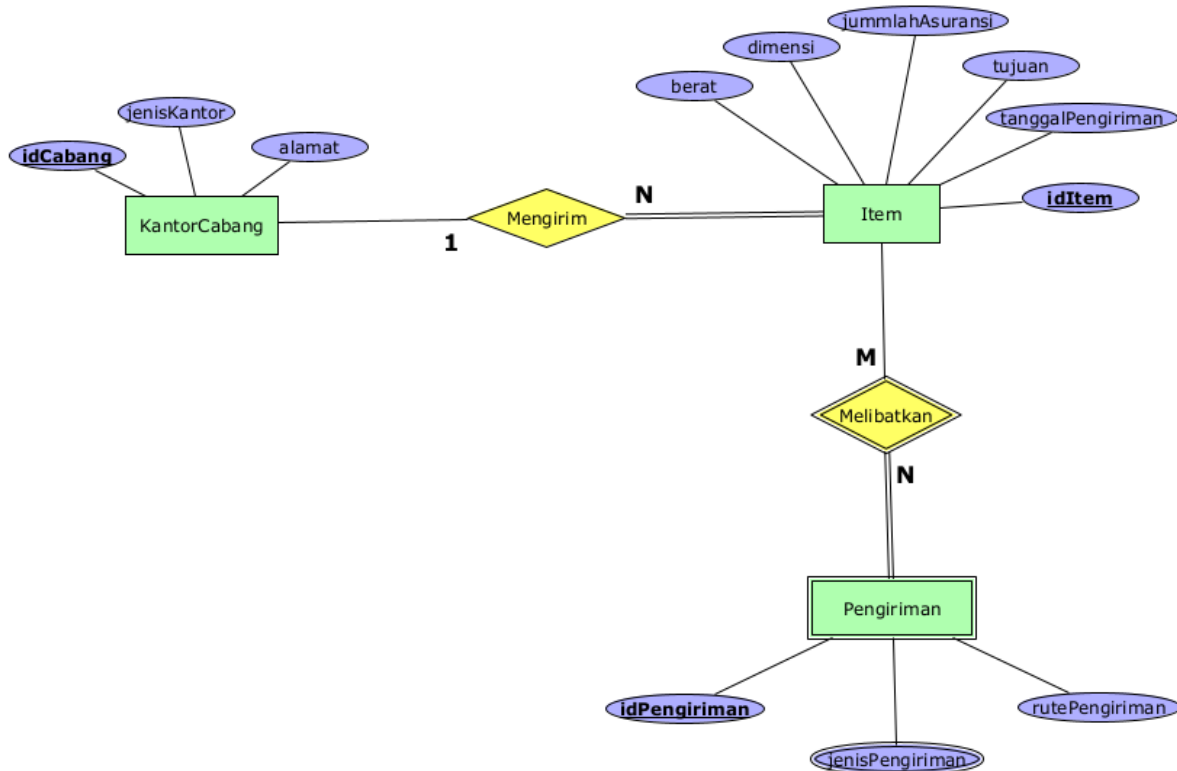 jummlahAsuransi
dimensi
tujuan
berat
jenisKantor
tanggalPengiriman
idCabang
alamat
idItem
KantorCabang
Mengirim
N
Item
1
M
Melibatkan
N
Pengiriman
idPengiriman
rutePengiriman
jenisPengiriman